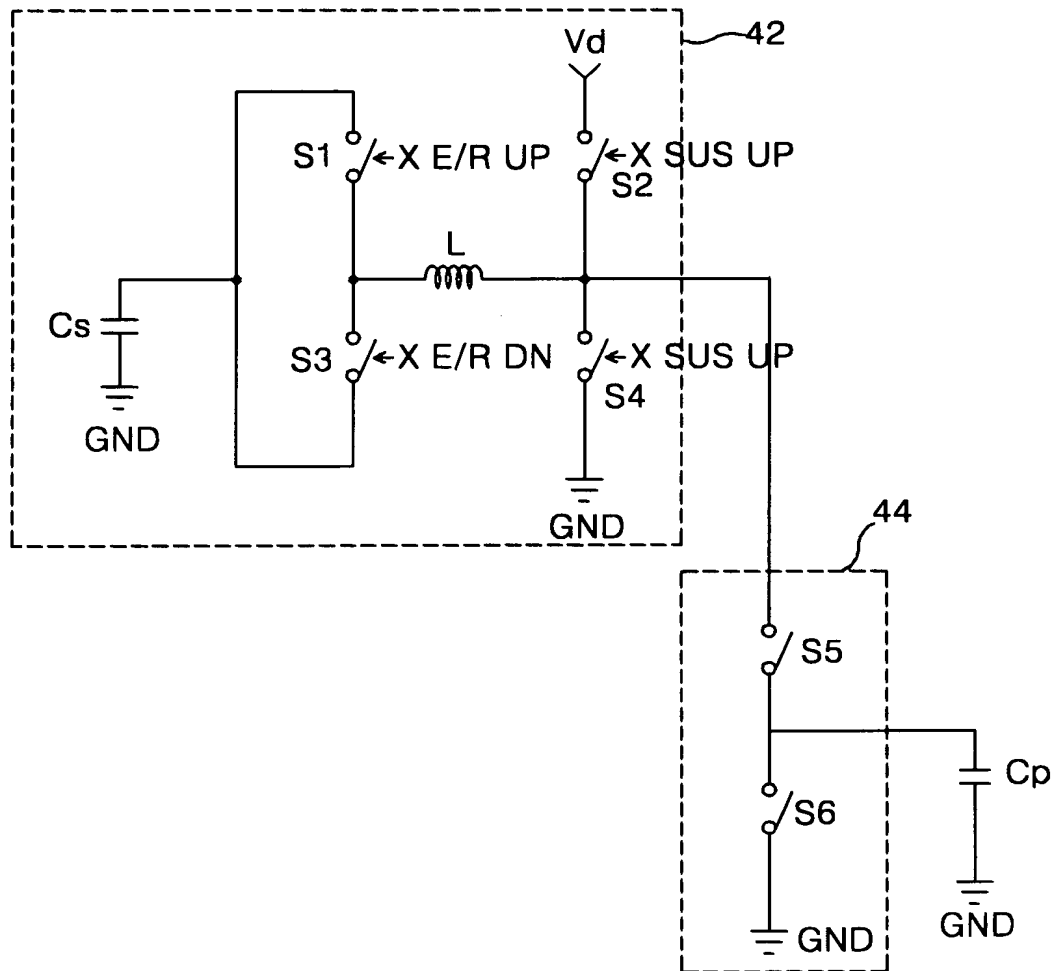 42
Vd
S1
X E/R UP
X SUS UP
S2
L
Cs
S3
X E/R DN
X SUS UP
S4
GND
GND
44
S5
Cp
S6
GND
GND